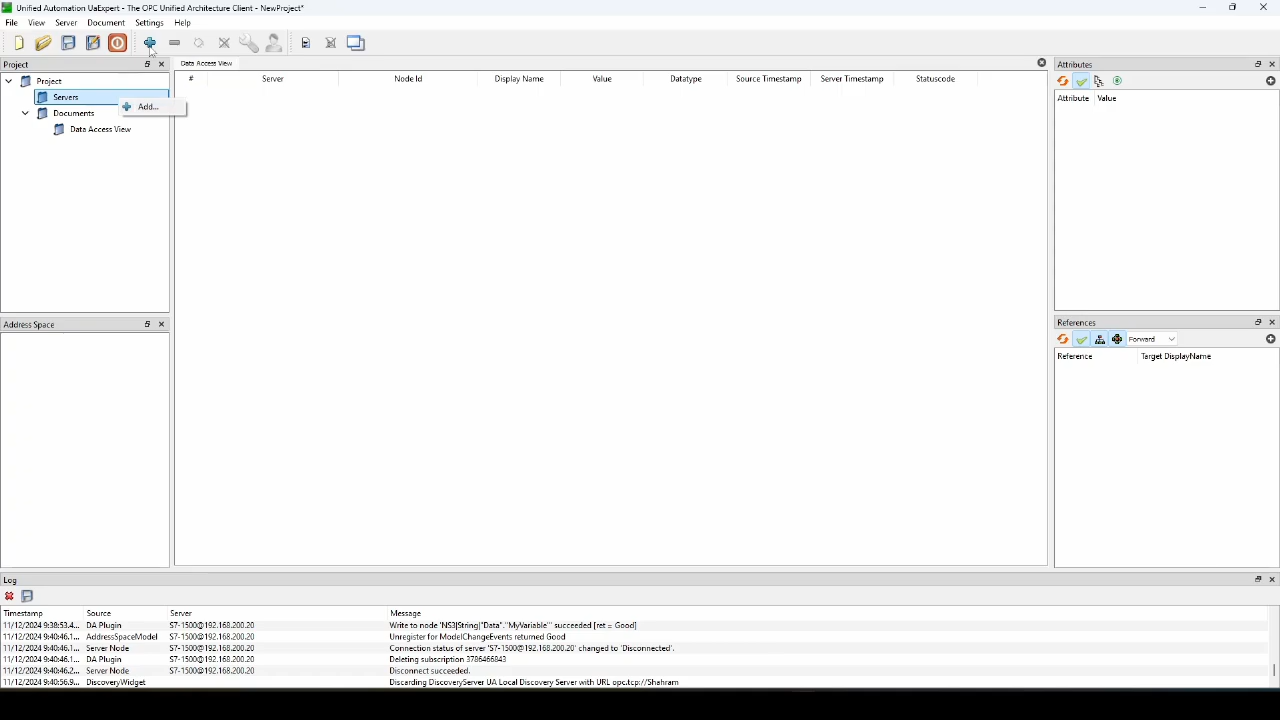 Unified Automation UaExpert - The OPC Unified Architecture Client - NewProject*
File View Server Document Settings Help
Project
Project
Servers
Add...
Documents
Data Access View
Address Space
Data Access View
# Server Node Id Display Name Value Datatype Source Timestamp Server Timestamp Statuscode
Attributes
Attribute Value
References
Forward
Reference Target DisplayName
Log
Timestamp Source Server Message
11/12/2024 9:38:53.4... DA Plugin S7-1500@192.168.200.20 Write to node 'NS3|String|"Data"."MyVariable"' succeeded [ret = Good]
11/12/2024 9:40:46.1... AddressSpaceModel S7-1500@192.168.200.20 Unregister for ModelChangeEvents returned Good
11/12/2024 9:40:46.1... Server Node S7-1500@192.168.200.20 Connection status of server 'S7-1500@192.168.200.20' changed to 'Disconnected'.
11/12/2024 9:40:46.1... DA Plugin S7-1500@192.168.200.20 Deleting subscription 3786466843
11/12/2024 9:40:46.2... Server Node S7-1500@192.168.200.20 Disconnect succeeded.
11/12/2024 9:40:56.9... DiscoveryWidget Discarding DiscoveryServer UA Local Discovery Server with URL opc.tcp://Shahram